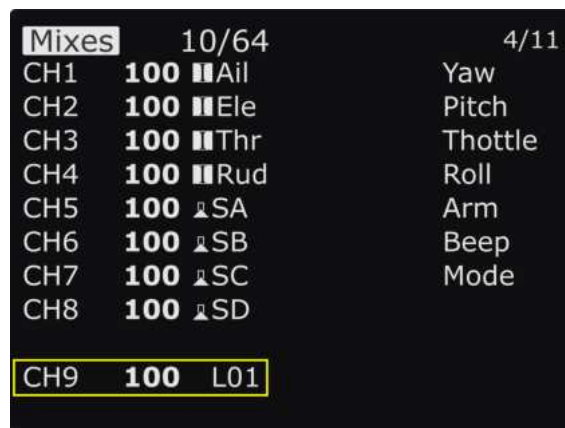 Mixes 10/64 4/11
CH1 100 Ail Yaw
CH2 100 Ele Pitch
CH3 100 Thr Thottle
CH4 100 Rud Roll
CH5 100 SA Arm
CH6 100 SB Beep
CH7 100 SC Mode
CH8 100 SD
CH9 100 L01